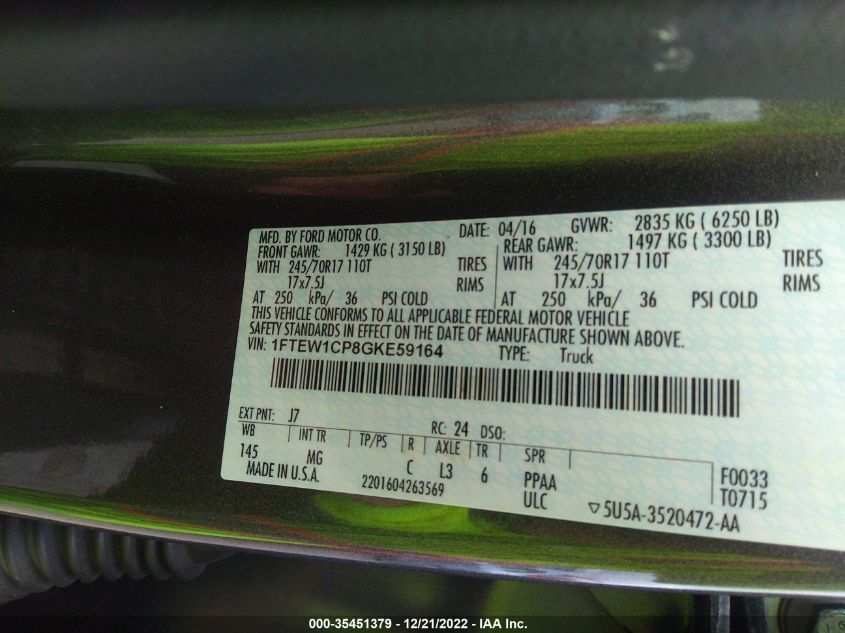 MFD. BY FORD MOTOR CO. DATE: 04/16 GVWR: 2835 KG ( 6250 LB)
FRONT GAWR: 1429 KG ( 3150 LB) REAR GAWR: 1497 KG ( 3300 LB)
WITH 245/70R17 110T TIRES WITH 245/70R17 110T TIRES
17x7.5J RIMS 17x7.5J RIMS
AT 250 kPa/ 36 PSI COLD AT 250 kPa/ 36 PSI COLD
THIS VEHICLE CONFORMS TO ALL APPLICABLE FEDERAL MOTOR VEHICLE
SAFETY STANDARDS IN EFFECT ON THE DATE OF MANUFACTURE SHOWN ABOVE.
VIN: 1FTEW1CP8GKE59164 TYPE: Truck
EXT PNT: J7 RC: 24 DSO:
WB INT TR TP/PS R AXLE TR SPR
145 MG C L3 6 PPAA F0033
MADE IN U.S.A. 2201604263569 ULC T0715
5U5A-3520472-AA
000-35451379 - 12/21/2022 - IAA Inc.